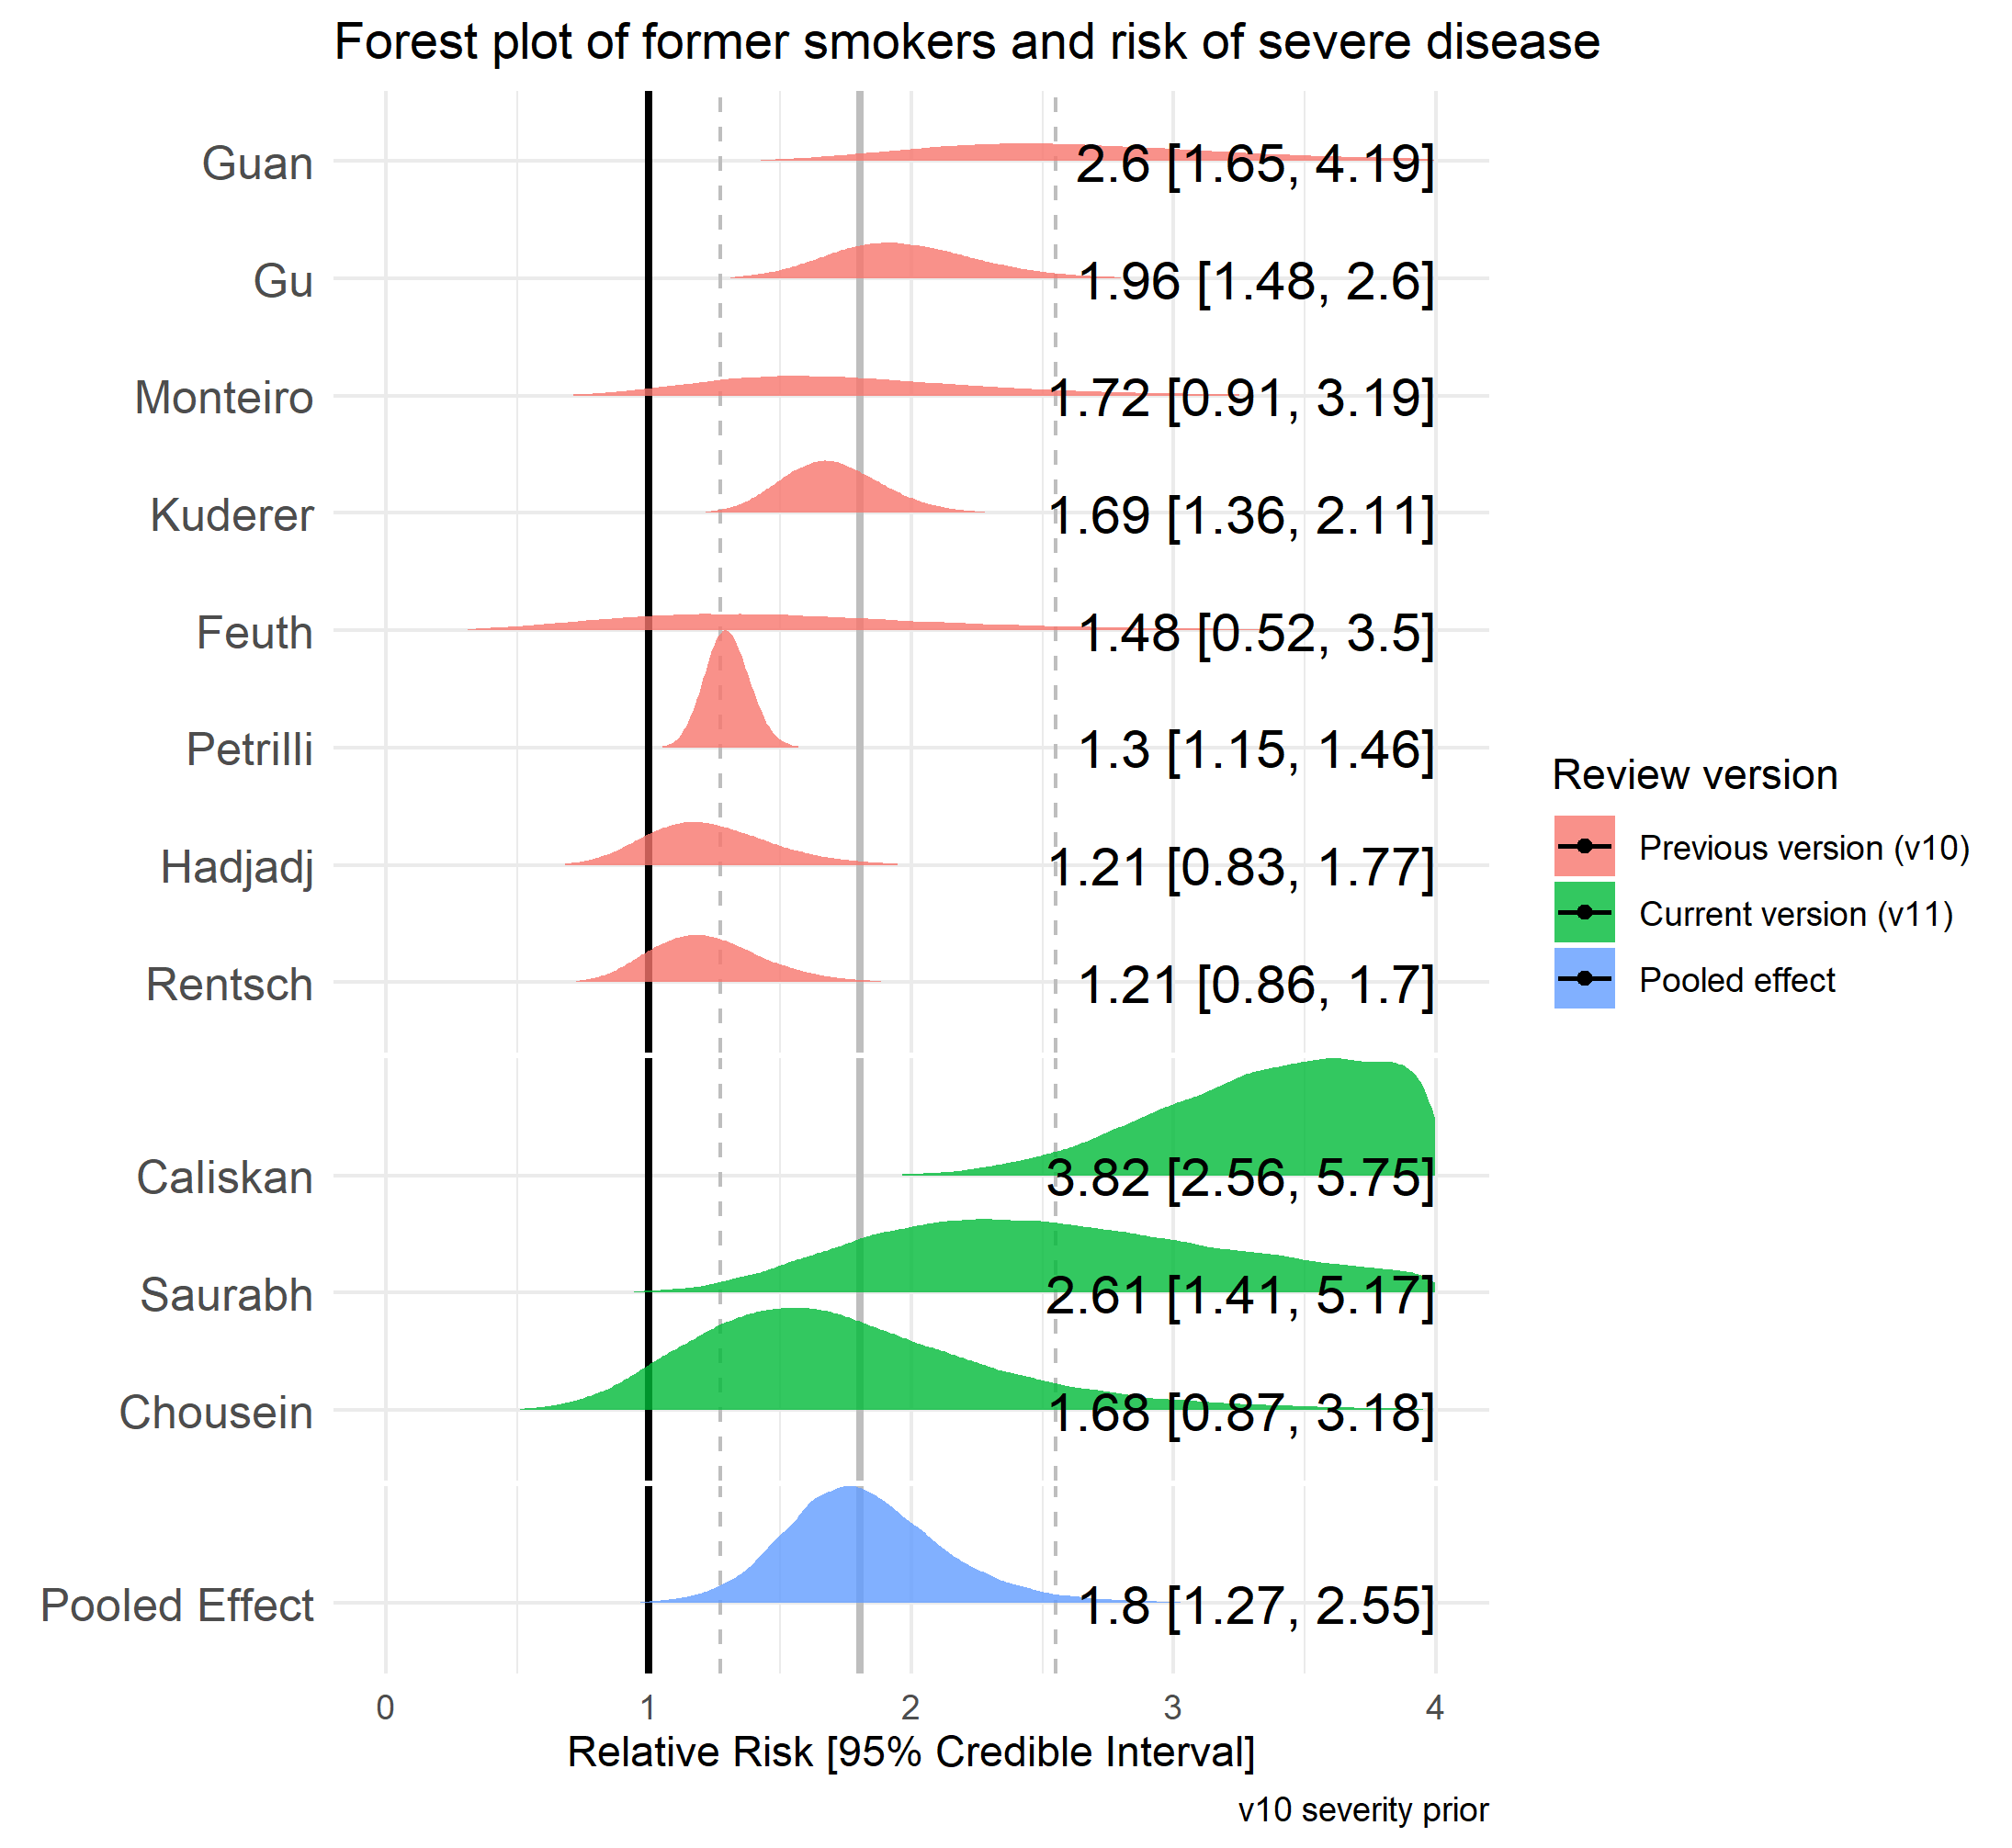 Forest plot of former smokers and risk of severe disease
Guan 2.6 [1.65, 4.19]
Gu 1.96 [1.48, 2.6]
Monteiro 1.72 [0.91, 3.19]
Kuderer 1.69 [1.36, 2.11]
Feuth 1.48 [0.52, 3.5]
Petrilli 1.3 [1.15, 1.46]
Hadjadj 1.21 [0.83, 1.77]
Rentsch 1.21 [0.86, 1.7]
Caliskan 3.82 [2.56, 5.75]
Saurabh 2.61 [1.41, 5.17]
Chousein 1.68 [0.87, 3.18]
Pooled Effect 1.8 [1.27, 2.55]
0 1 2 3 4
Relative Risk [95% Credible Interval]
v10 severity prior
Review version
Previous version (v10)
Current version (v11)
Pooled effect